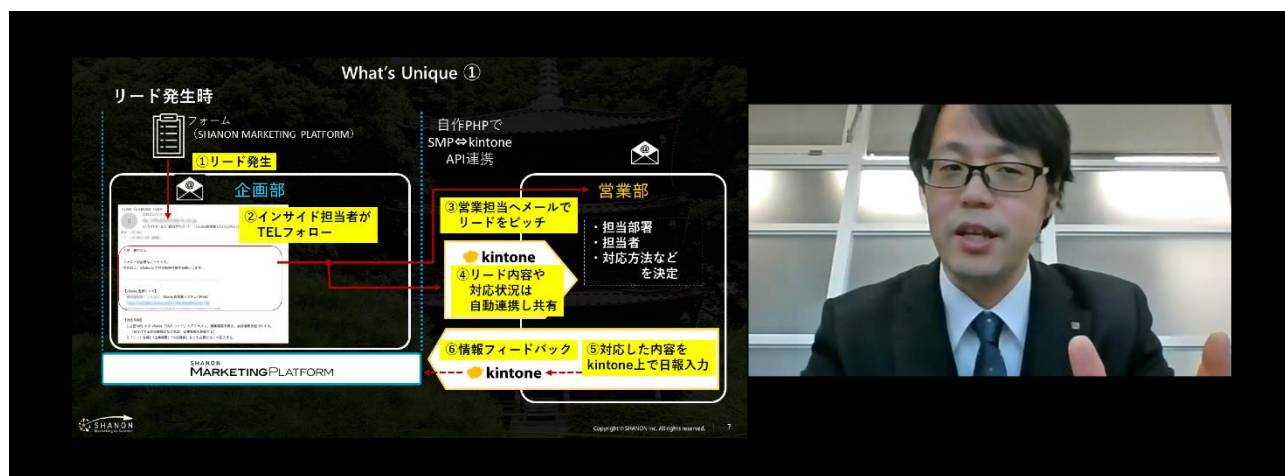 What's Unique ①
リード発生時
フォーム
（SHANON MARKETING PLATFORM）
①リード発生
自作PHPで
SMP⇔kintone
API連携
企画部
②インサイド担当者が
TELフォロー
③営業担当へメールで
リードをピッチ
kintone
④リード内容や
対応状況は
自動連携し共有
営業部
・担当部署
・担当者
・対応方法など
を決定
⑥情報フィードバック
kintone
⑤対応した内容を
kintone上で日報入力
SHANON
MARKETING PLATFORM
SHANON
Marketing is Science
Copyright © SHANON Inc. All rights reserved.
7